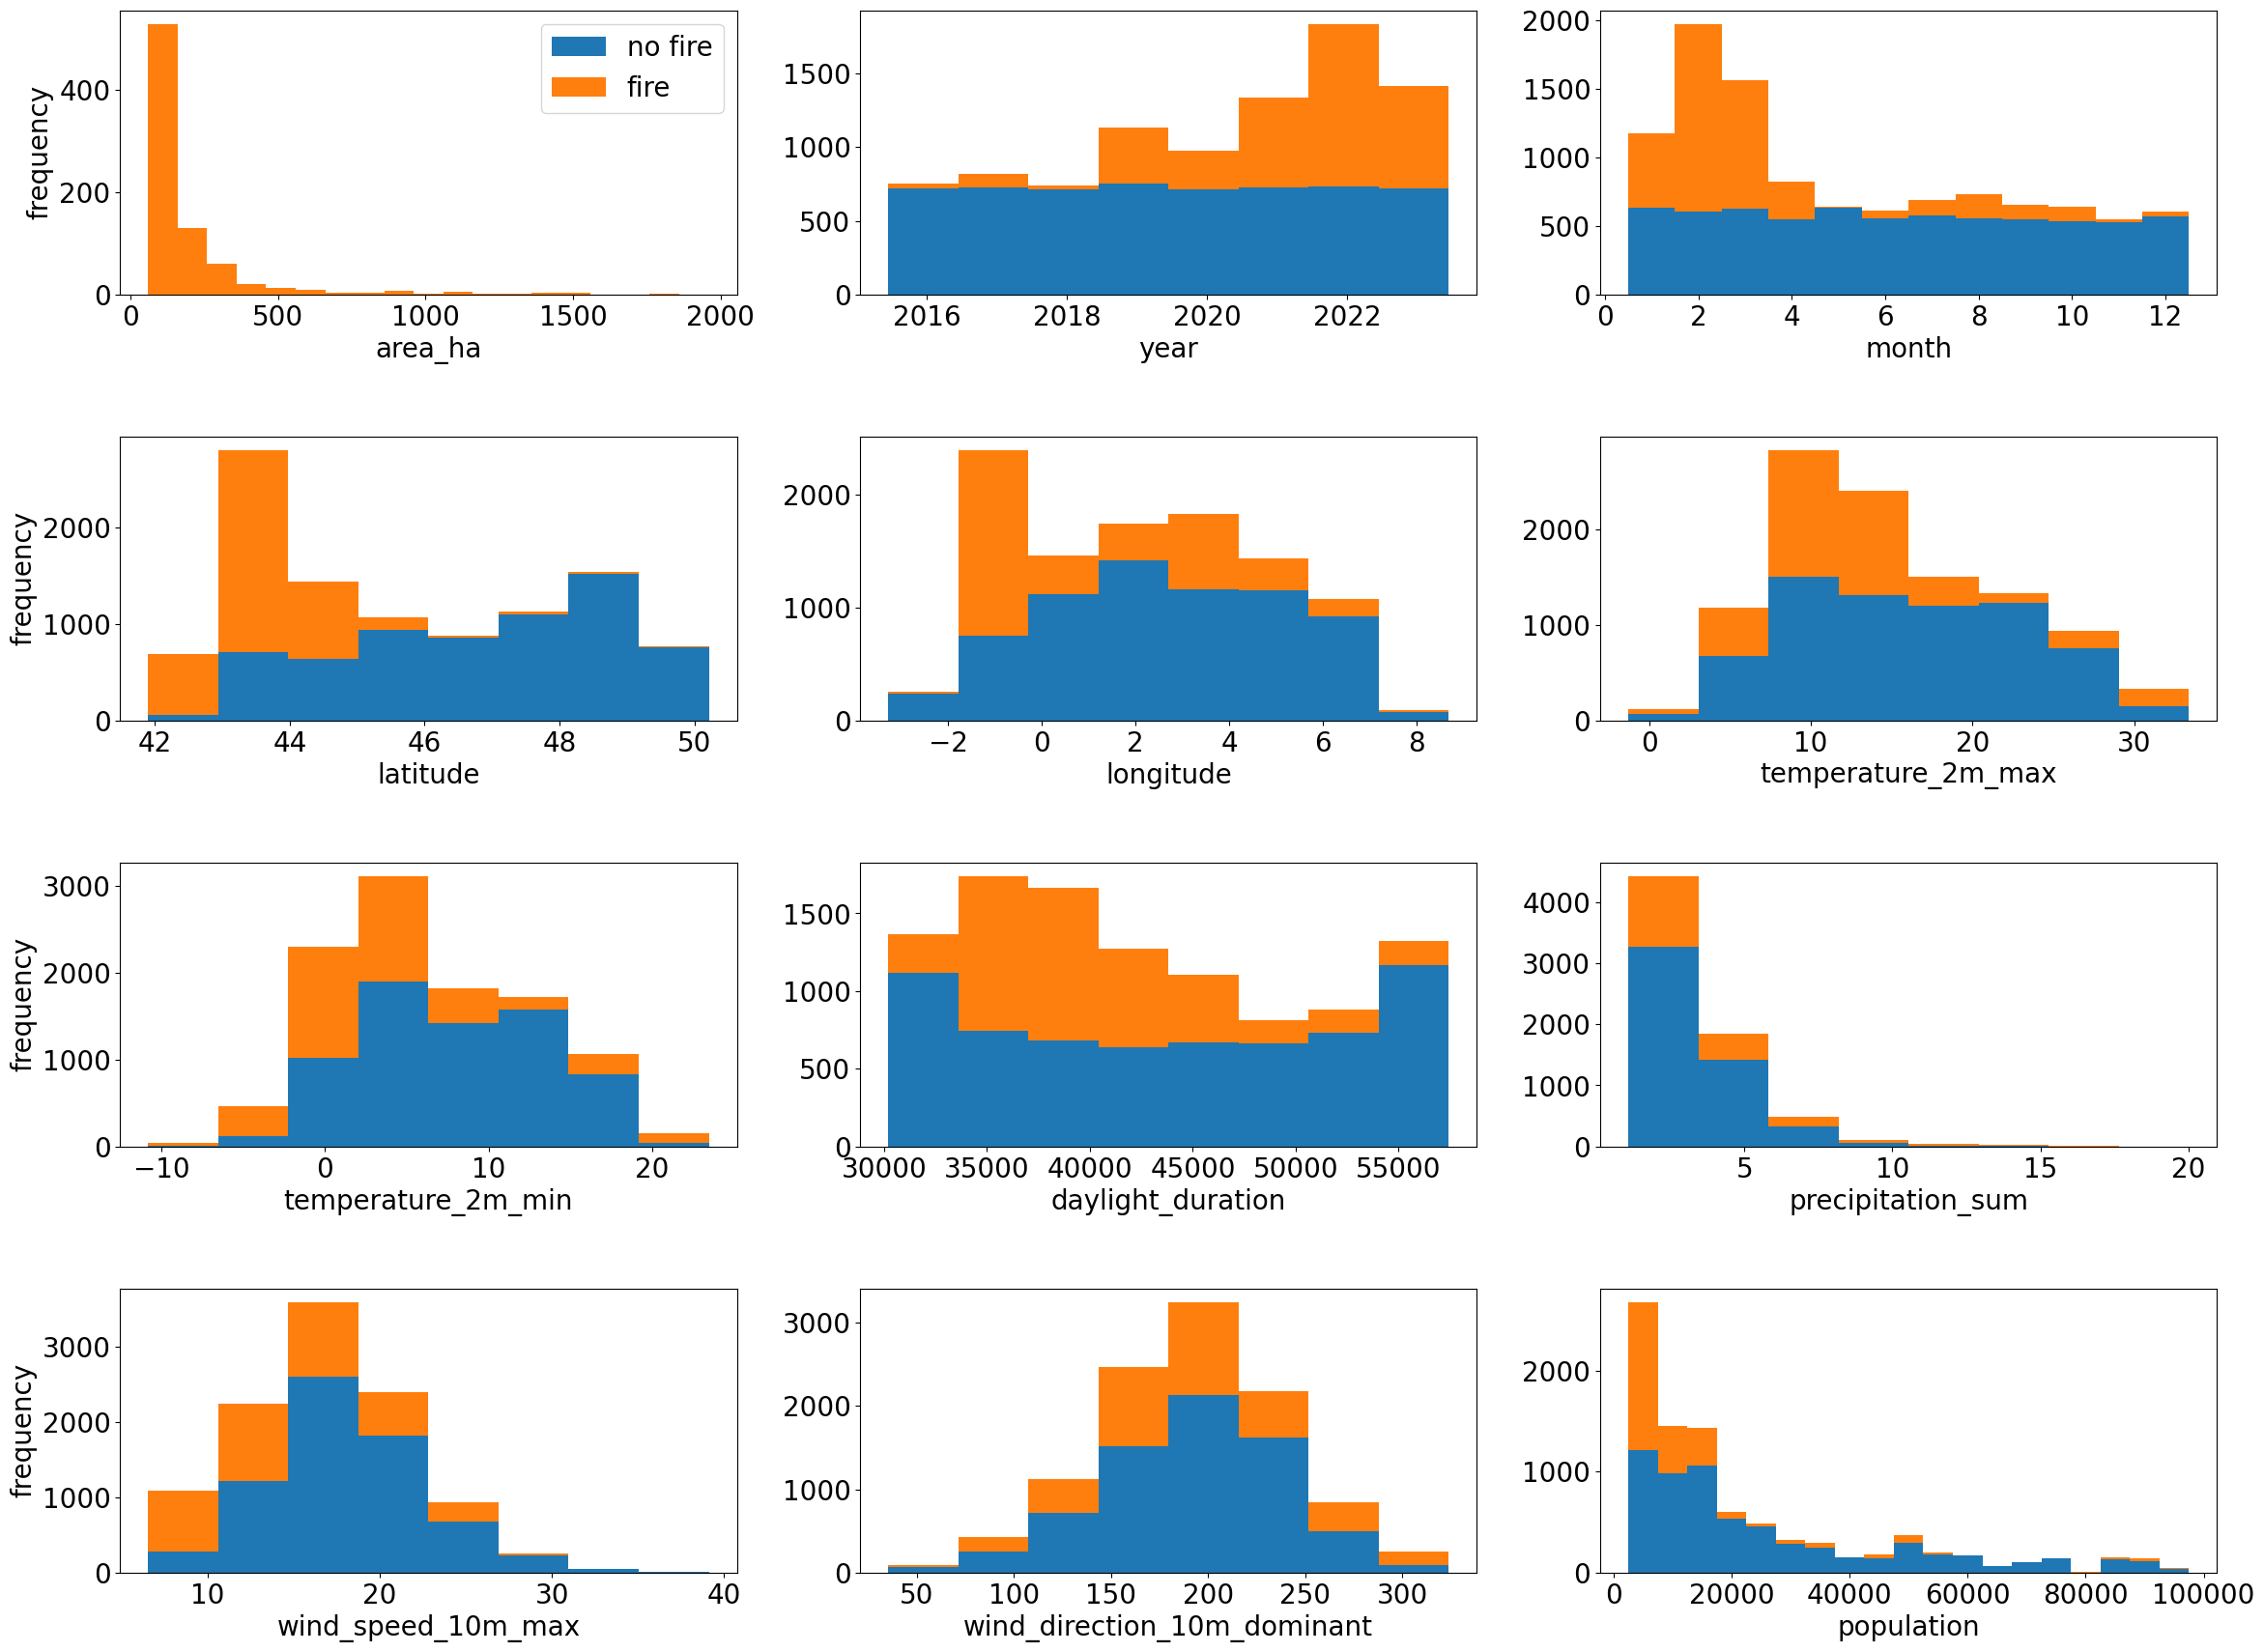 frequency
400
200
0
no fire
fire
0 500 1000 1500 2000
area_ha
1500
1000
500
0
2016 2018 2020 2022
year
2000
1500
1000
500
0
0 2 4 6 8 10 12
month
frequency
2000
1000
0
42 44 46 48 50
latitude
2000
1000
0
−2 0 2 4 6 8
longitude
2000
1000
0
0 10 20 30
temperature_2m_max
frequency
3000
2000
1000
0
−10 0 10 20
temperature_2m_min
1500
1000
500
0
30000 35000 40000 45000 50000 55000
daylight_duration
4000
3000
2000
1000
0
5 10 15 20
precipitation_sum
frequency
3000
2000
1000
0
10 20 30 40
wind_speed_10m_max
3000
2000
1000
0
50 100 150 200 250 300
wind_direction_10m_dominant
2000
1000
0
0 20000 40000 60000 80000 100000
population